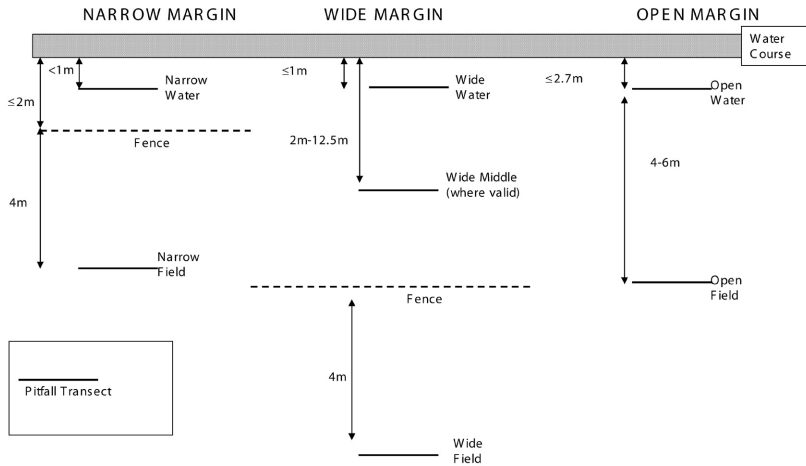 NARROW MARGIN
WIDE MARGIN
OPEN MARGIN
Water
Course
<1m
Narrow
Water
≤2m
Fence
4m
Narrow
Field
≤1m
Wide
Water
2m-12.5m
Wide Middle
(where valid)
Fence
4m
Wide
Field
≤2.7m
Open
Water
4-6m
Open
Field
Pitfall Transect